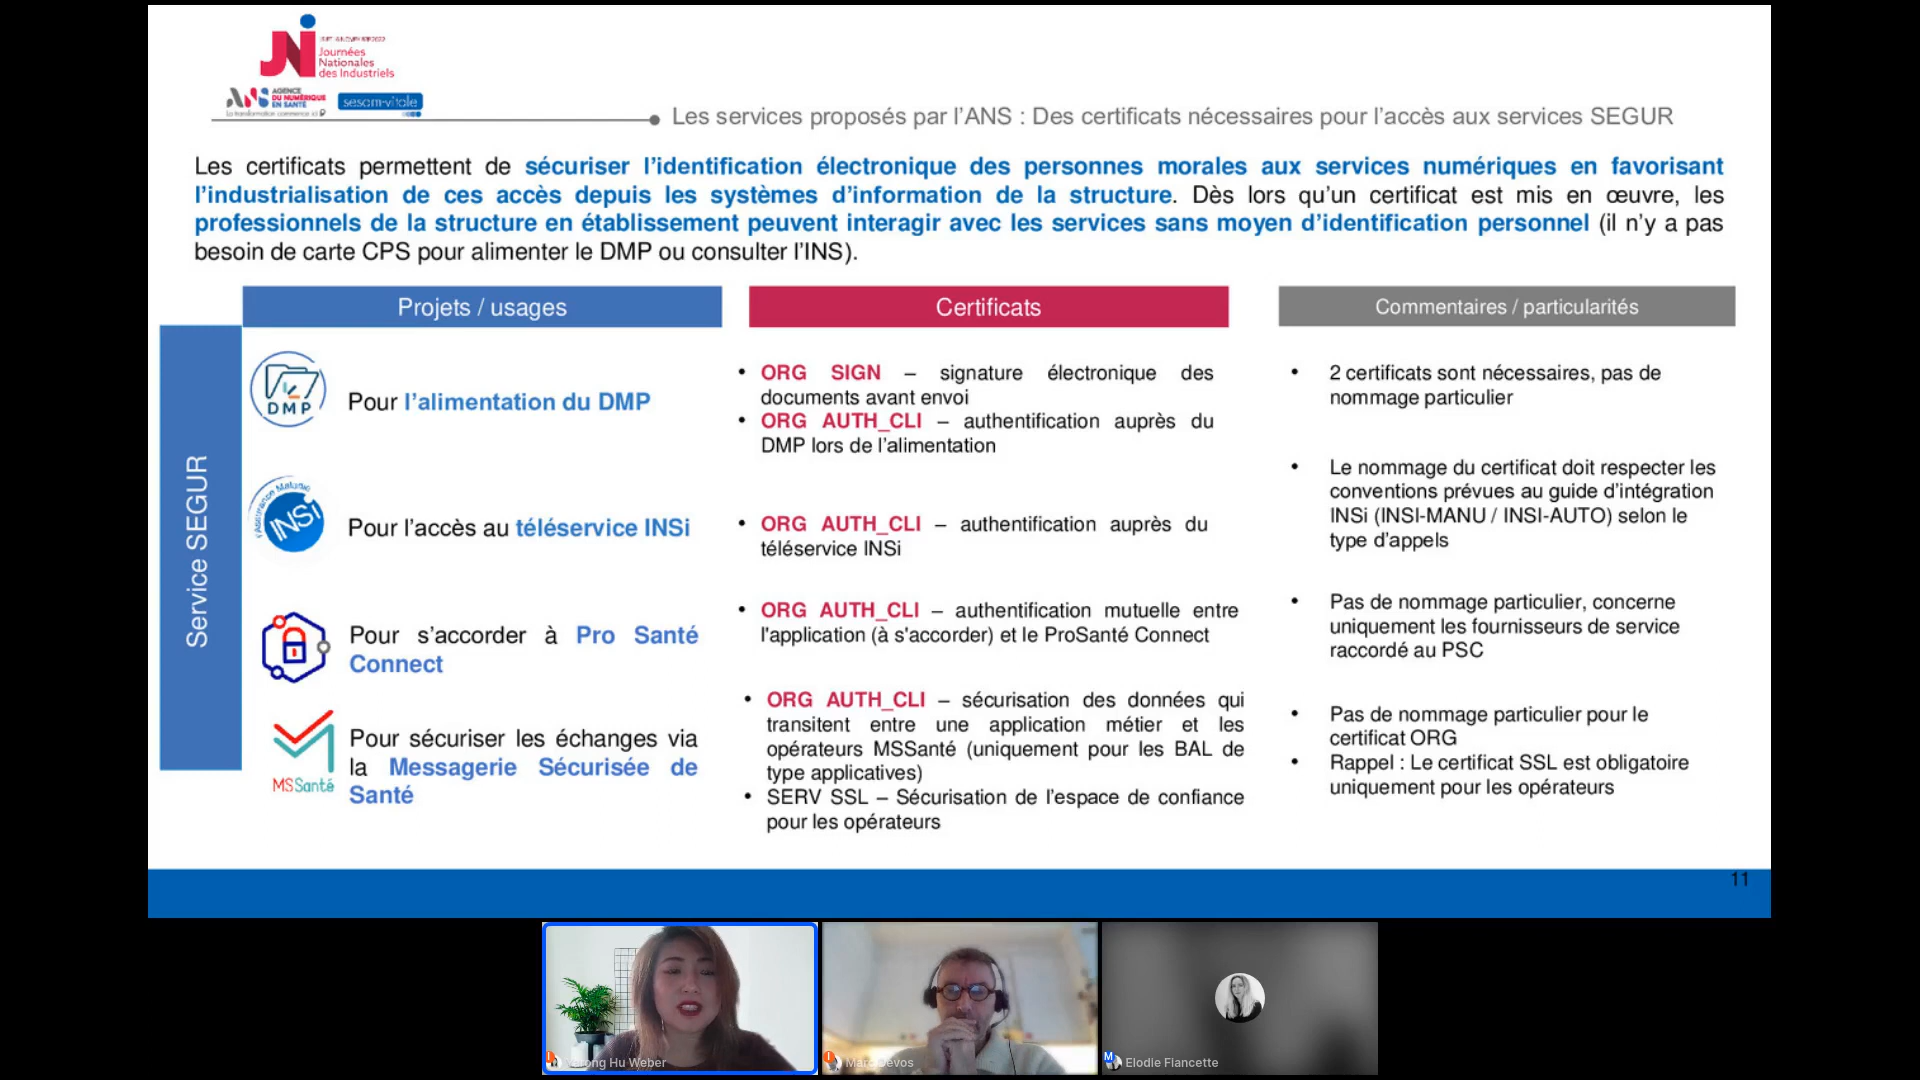 Journées
Nationales
des Industriels
AGENCE
DU NUMÉRIQUE
EN SANTÉ
La transformation commence ici
sesam-vitale
Les services proposés par l’ANS : Des certificats nécessaires pour l’accès aux services SEGUR
Les certificats permettent de sécuriser l’identification électronique des personnes morales aux services numériques en favorisant
l’industrialisation de ces accès depuis les systèmes d’information de la structure. Dès lors qu’un certificat est mis en œuvre, les
professionnels de la structure en établissement peuvent interagir avec les services sans moyen d’identification personnel (il n’y a pas
besoin de carte CPS pour alimenter le DMP ou consulter l’INS).
Projets / usages
Certificats
Commentaires / particularités
Service SEGUR
DMP
Pour l’alimentation du DMP
• ORG SIGN – signature électronique des
documents avant envoi
• ORG AUTH_CLI – authentification auprès du
DMP lors de l’alimentation
• 2 certificats sont nécessaires, pas de
nommage particulier
l'Assurance Maladie
INSi
Pour l’accès au téléservice INSi
• ORG AUTH_CLI – authentification auprès du
téléservice INSi
• Le nommage du certificat doit respecter les
conventions prévues au guide d’intégration
INSi (INSI-MANU / INSI-AUTO) selon le
type d’appels
Pour s’accorder à Pro Santé
Connect
• ORG AUTH_CLI – authentification mutuelle entre
l'application (à s'accorder) et le ProSanté Connect
• Pas de nommage particulier, concerne
uniquement les fournisseurs de service
raccordé au PSC
MSSanté
Pour sécuriser les échanges via
la Messagerie Sécurisée de
Santé
• ORG AUTH_CLI – sécurisation des données qui
transitent entre une application métier et les
opérateurs MSSanté (uniquement pour les BAL de
type applicatives)
• SERV SSL – Sécurisation de l’espace de confiance
pour les opérateurs
• Pas de nommage particulier pour le
certificat ORG
• Rappel : Le certificat SSL est obligatoire
uniquement pour les opérateurs
11
Hu Weber
Elodie Fiancette